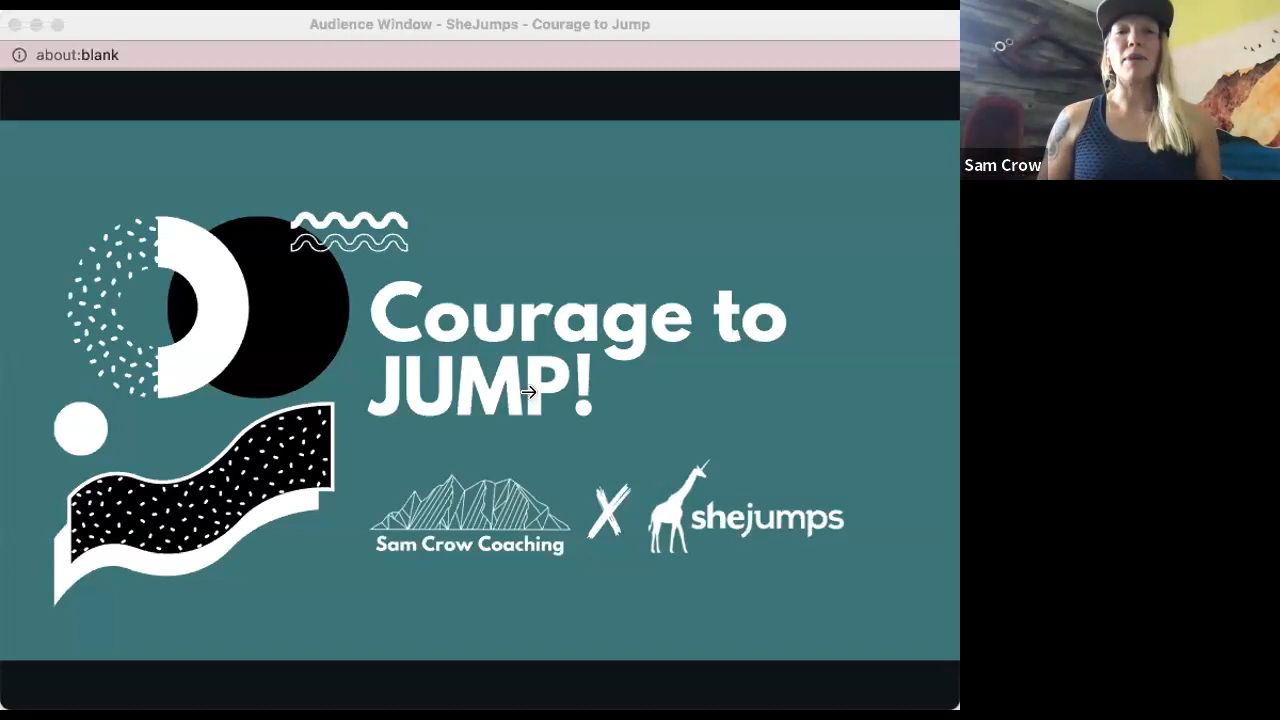 Audience Window - SheJumps - Courage to Jump
about:blank
Sam Crow
Courage to
JUMP!
Sam Crow Coaching
X
shejumps